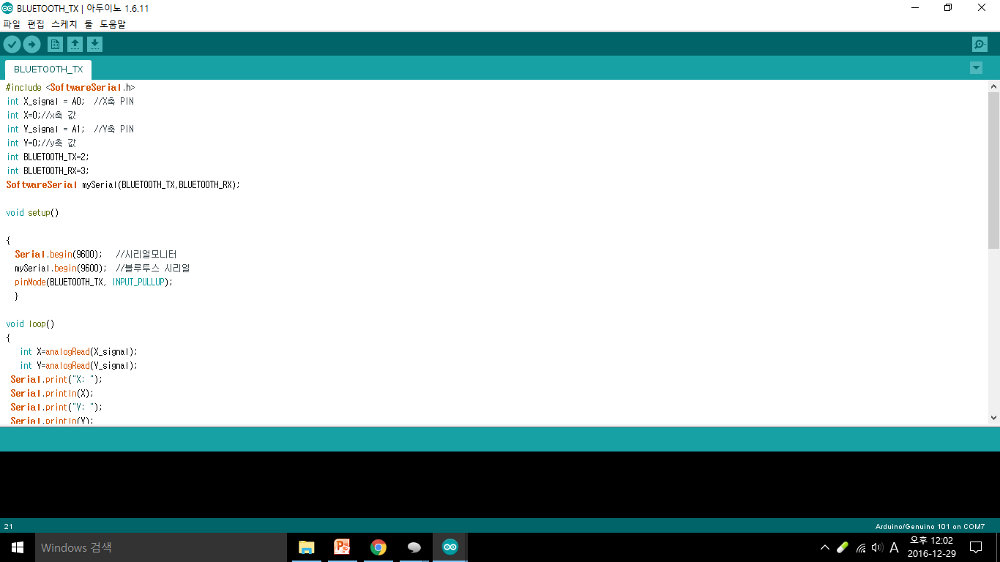 BLUETOOTH_TX | 아두이노 1.6.11
파일 편집 스케치 툴 도움말
BLUETOOTH_TX
#include <SoftwareSerial.h>
int X_signal = A0;  //X축 PIN
int X=0;//x축 값
int Y_signal = A1;  //Y축 PIN
int Y=0;//y축 값
int BLUETOOTH_TX=2;
int BLUETOOTH_RX=3;
SoftwareSerial mySerial(BLUETOOTH_TX,BLUETOOTH_RX);
void setup()
{
Serial.begin(9600);   //시리얼모니터
mySerial.begin(9600);  //블루투스 시리얼
pinMode(BLUETOOTH_TX, INPUT_PULLUP);
}
void loop()
{
int X=analogRead(X_signal);
int Y=analogRead(Y_signal);
Serial.print("X: ");
Serial.println(X);
Serial.print("Y: ");
Serial.println(Y);
21
Arduino/Genuino 101 on COM7
Windows 검색
A
오후 12:02
2016-12-29